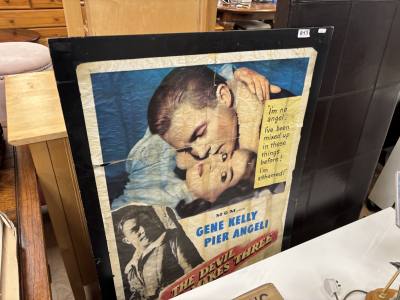 "I'm no
angel!
I've been
mixed up
in these
things
before!
I'm
ashamed!"
M-G-M....
GENE KELLY
PIER ANGELI
THE DEVIL
MAKES THREE